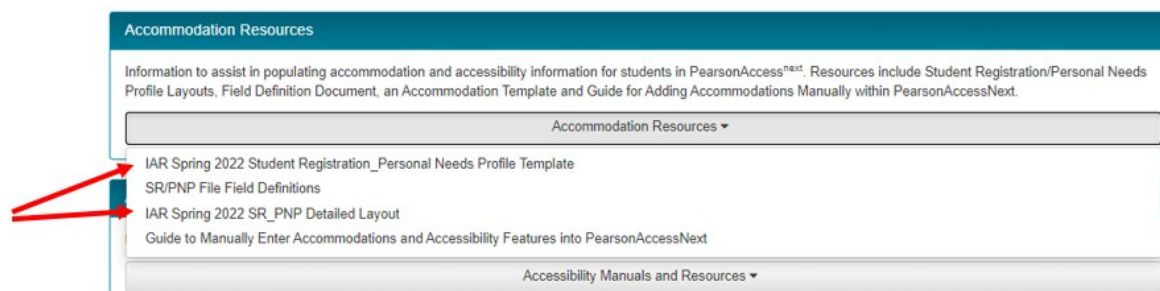 Accommodation Resources
Information to assist in populating accommodation and accessibility information for students in PearsonAccessⁿᵉˣᵗ. Resources include Student Registration/Personal Needs
Profile Layouts, Field Definition Document, an Accommodation Template and Guide for Adding Accommodations Manually within PearsonAccessNext.
Accommodation Resources
IAR Spring 2022 Student Registration_Personal Needs Profile Template
SR/PNP File Field Definitions
IAR Spring 2022 SR_PNP Detailed Layout
Guide to Manually Enter Accommodations and Accessibility Features into PearsonAccessNext
Accessibility Manuals and Resources